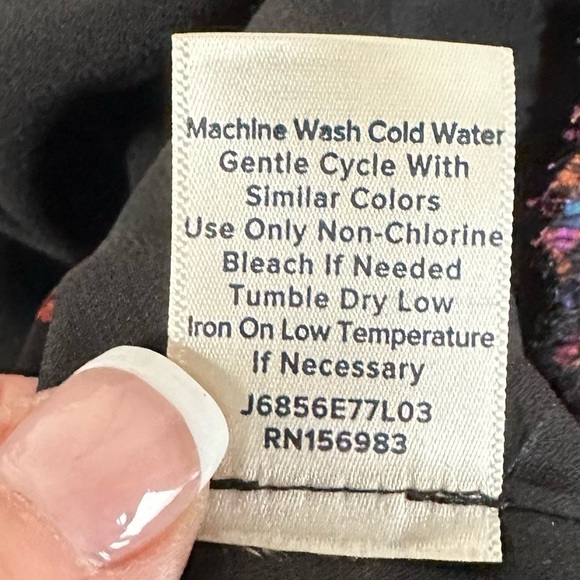 Machine Wash Cold Water
Gentle Cycle With
Similar Colors
Use Only Non-Chlorine
Bleach If Needed
Tumble Dry Low
Iron On Low Temperature
If Necessary
J6856E77L03
RN156983